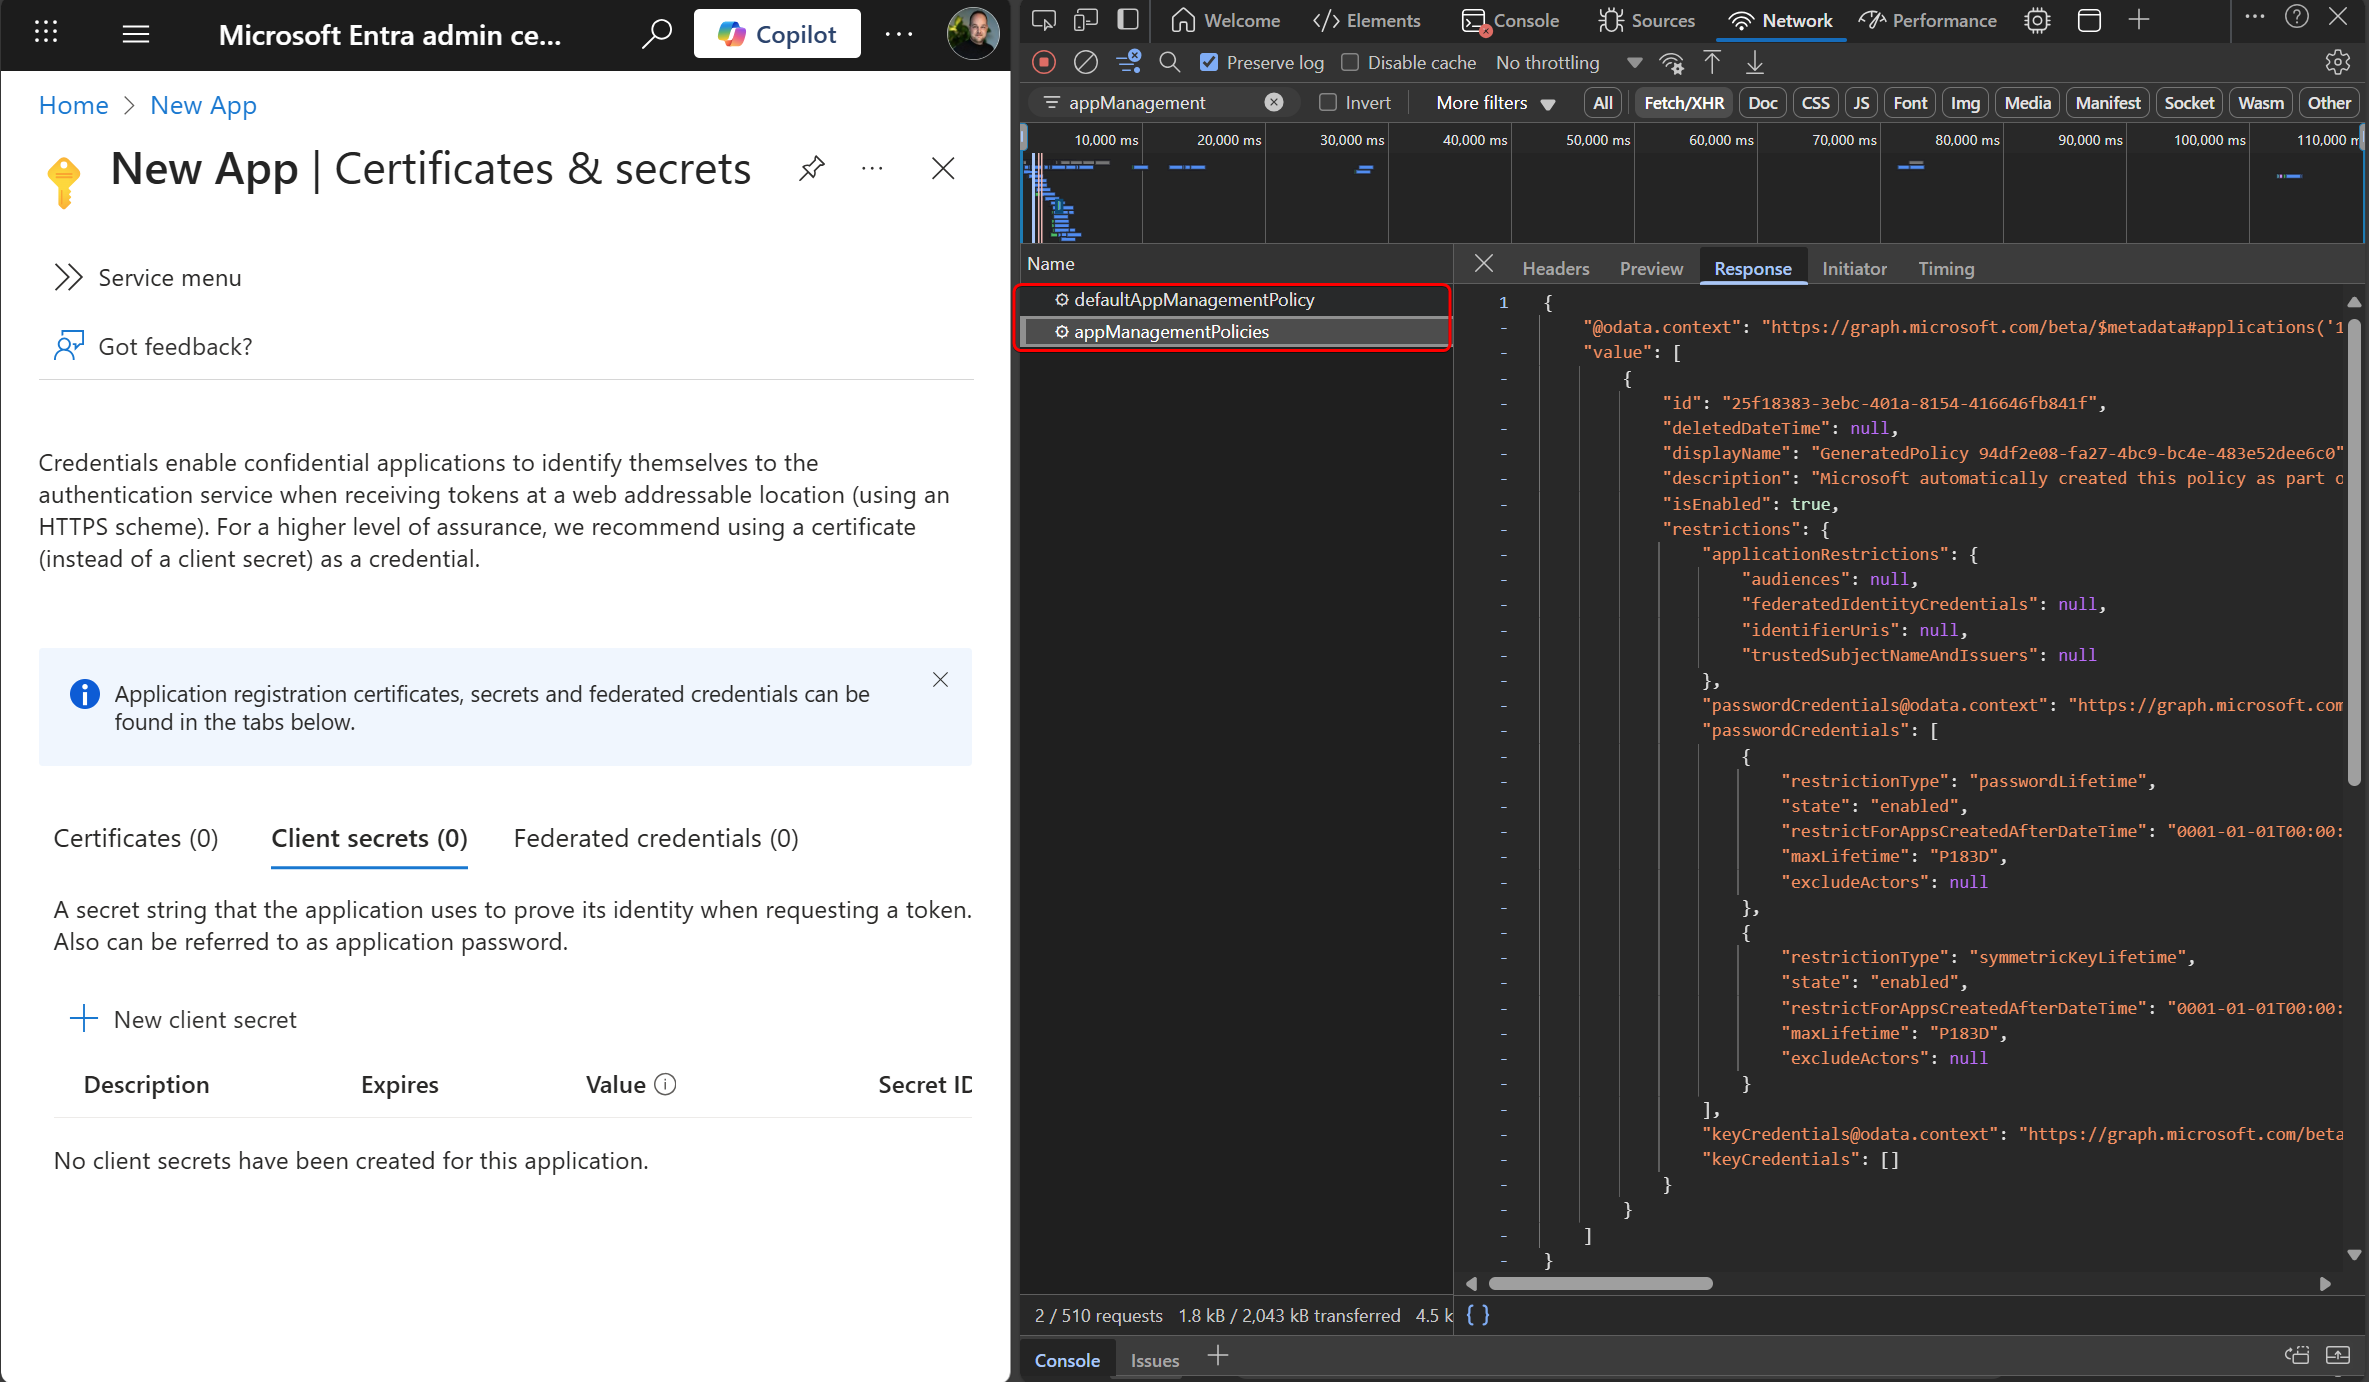 Microsoft Entra admin ce...
Copilot
Home > New App
New App | Certificates & secrets
Service menu
Got feedback?
Credentials enable confidential applications to identify themselves to the
authentication service when receiving tokens at a web addressable location (using an
HTTPS scheme). For a higher level of assurance, we recommend using a certificate
(instead of a client secret) as a credential.
Application registration certificates, secrets and federated credentials can be
found in the tabs below.
Certificates (0) Client secrets (0) Federated credentials (0)
A secret string that the application uses to prove its identity when requesting a token.
Also can be referred to as application password.
New client secret
Description Expires Value Secret ID
No client secrets have been created for this application.
Welcome Elements Console Sources Network Performance
Preserve log Disable cache No throttling
appManagement Invert More filters All Fetch/XHR Doc CSS JS Font Img Media Manifest Socket Wasm Other
10,000 ms 20,000 ms 30,000 ms 40,000 ms 50,000 ms 60,000 ms 70,000 ms 80,000 ms 90,000 ms 100,000 ms 110,000 m
Name
defaultAppManagementPolicy
appManagementPolicies
Headers Preview Response Initiator Timing
1 {
"@odata.context": "https://graph.microsoft.com/beta/$metadata#applications('1
"value": [
{
"id": "25f18383-3ebc-401a-8154-416646fb841f",
"deletedDateTime": null,
"displayName": "GeneratedPolicy 94df2e08-fa27-4bc9-bc4e-483e52dee6c0"
"description": "Microsoft automatically created this policy as part o
"isEnabled": true,
"restrictions": {
"applicationRestrictions": {
"audiences": null,
"federatedIdentityCredentials": null,
"identifierUris": null,
"trustedSubjectNameAndIssuers": null
},
"passwordCredentials@odata.context": "https://graph.microsoft.com
"passwordCredentials": [
{
"restrictionType": "passwordLifetime",
"state": "enabled",
"restrictForAppsCreatedAfterDateTime": "0001-01-01T00:00:
"maxLifetime": "P183D",
"excludeActors": null
},
{
"restrictionType": "symmetricKeyLifetime",
"state": "enabled",
"restrictForAppsCreatedAfterDateTime": "0001-01-01T00:00:
"maxLifetime": "P183D",
"excludeActors": null
}
],
"keyCredentials@odata.context": "https://graph.microsoft.com/beta
"keyCredentials": []
}
}
]
}
2 / 510 requests 1.8 kB / 2,043 kB transferred 4.5 k { }
Console Issues